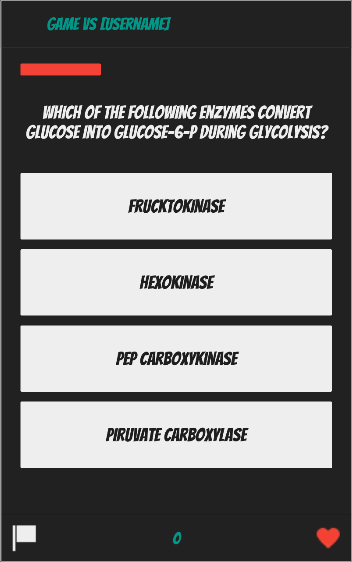 GAME VS [USERNAME]
WHICH OF THE FOLLOWING ENZYMES CONVERT
GLUCOSE INTO GLUCOSE-6-P DURING GLYCOLYSIS?
FRUCKTOKINASE
HEXOKINASE
PEP CARBOXYKINASE
PIRUVATE CARBOXYLASE
0